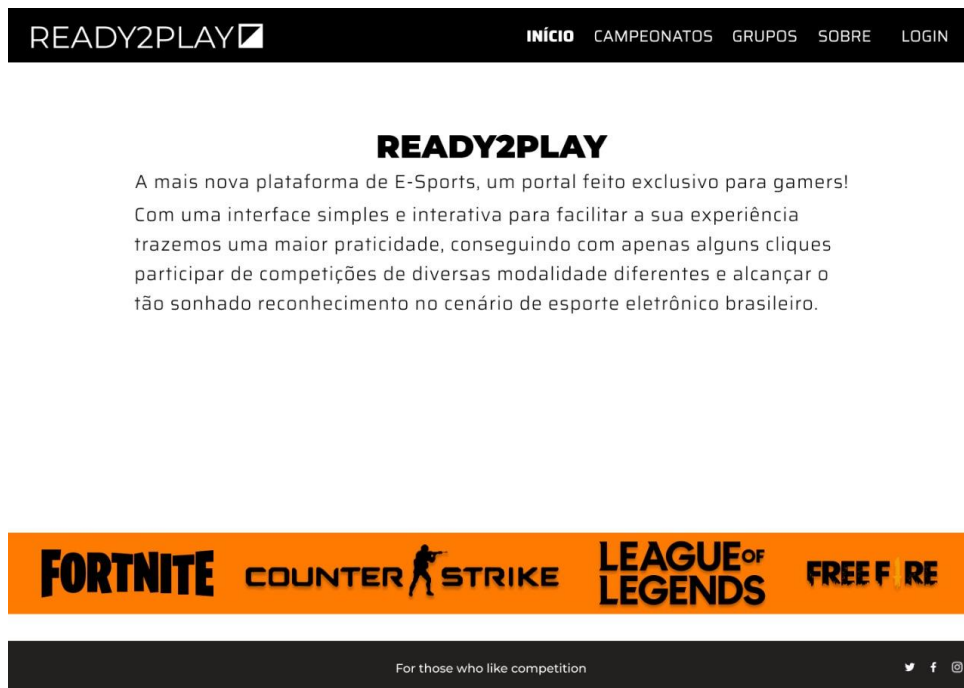 READY2PLAY
INÍCIO CAMPEONATOS GRUPOS SOBRE LOGIN
READY2PLAY
A mais nova plataforma de E-Sports, um portal feito exclusivo para gamers!
Com uma interface simples e interativa para facilitar a sua experiência
trazemos uma maior praticidade, conseguindo com apenas alguns cliques
participar de competições de diversas modalidade diferentes e alcançar o
tão sonhado reconhecimento no cenário de esporte eletrônico brasileiro.
FORTNITE
COUNTER STRIKE
LEAGUE OF
LEGENDS
FREE FIRE
For those who like competition